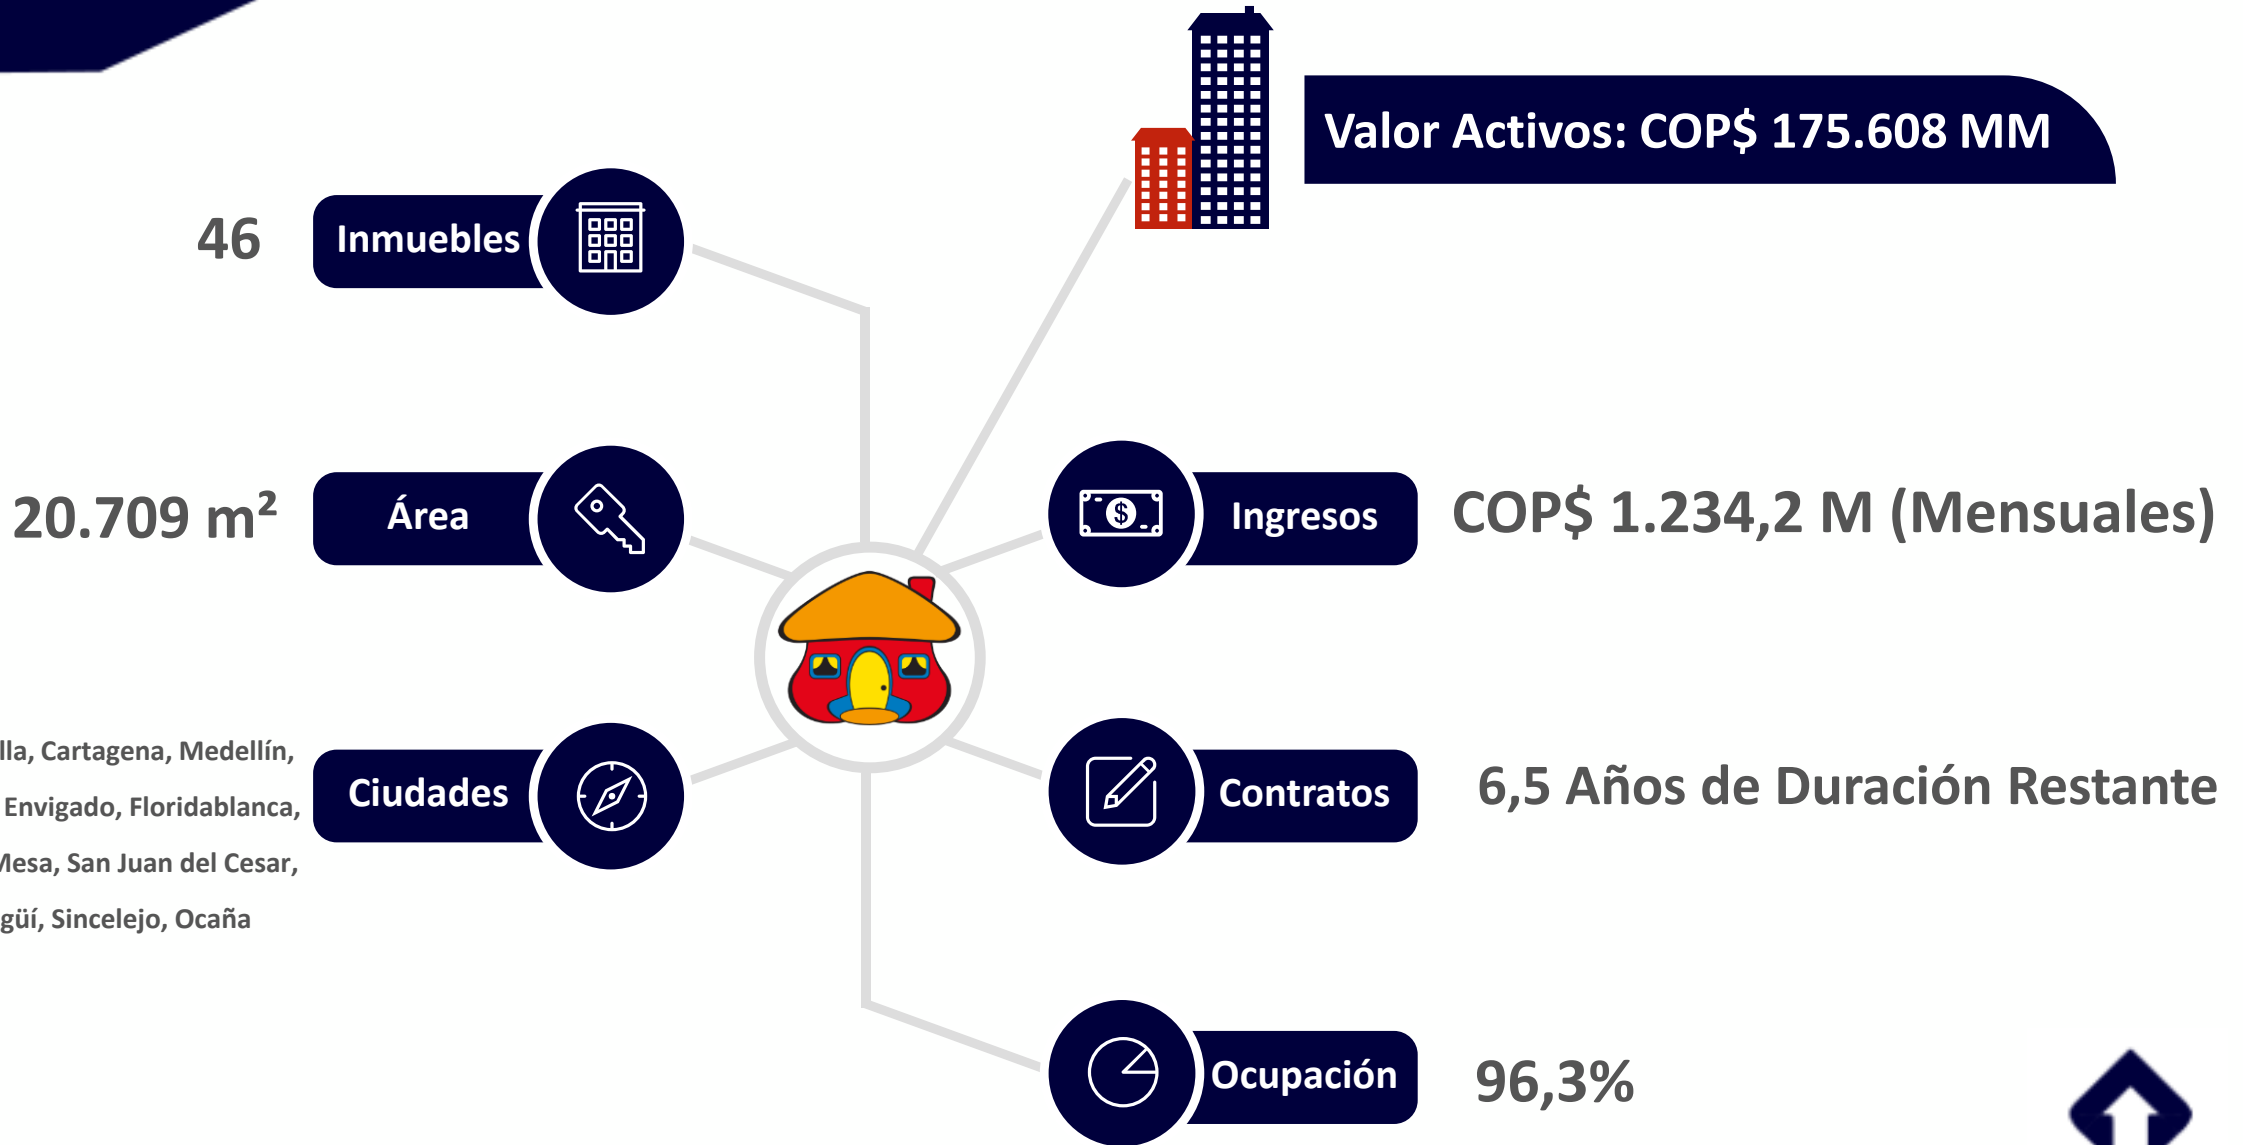 Valor Activos: COP$ 175.608 MM
46
Inmuebles
20.709 m²
Área
Ingresos
COP$ 1.234,2 M (Mensuales)
Cartagena, Medellín,
Envigado, Floridablanca,
Mesa, San Juan del Cesar,
Sincelejo, Ocaña
Ciudades
Contratos
6,5 Años de Duración Restante
Ocupación
96,3%